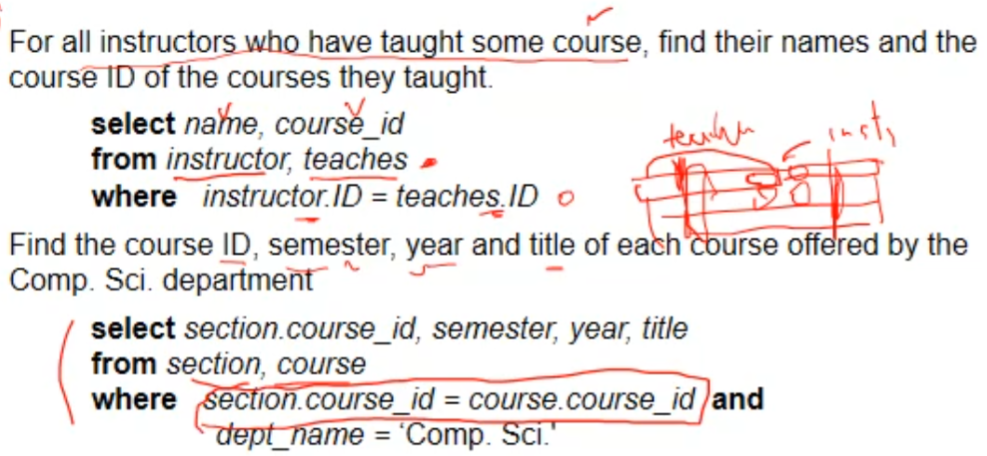 For all instructors who have taught some course, find their names and the
course ID of the courses they taught.
select name, course_id
from instructor, teaches
where instructor.ID = teaches.ID
Find the course ID, semester, year and title of each course offered by the
Comp. Sci. department
select section.course_id, semester, year, title
from section, course
where section.course_id = course.course_id and
dept_name = ‘Comp. Sci.'